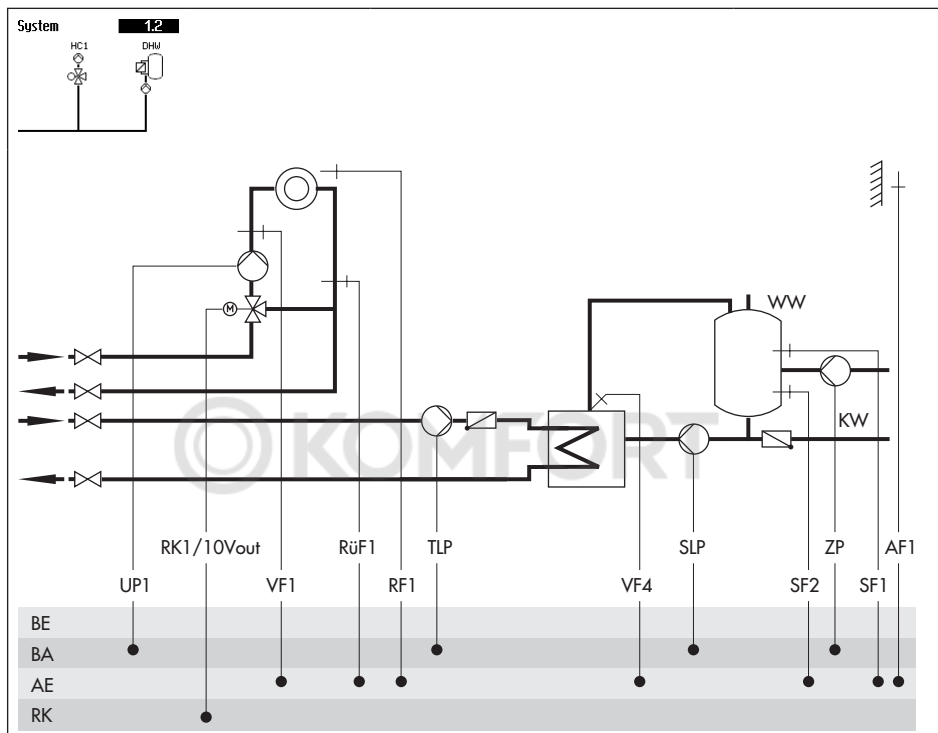 System 1.2
HC1 DHW
M
WW
KW
KOMFORT
RK1/10Vout RüF1 TLP SLP ZP AF1
UP1 VF1 RF1 VF4 SF2 SF1
BE
BA
AE
RK